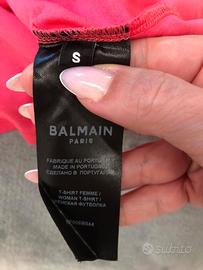 S
BALMAIN
PARIS
FABRIQUÉ AU PORTUGAL
MADE IN PORTUGAL
СДЕЛАНО В ПОРТУГАЛИИ
T-SHIRT FEMME /
WOMAN T-SHIRT /
ЖЕНСКАЯ ФУТБОЛКА
subito